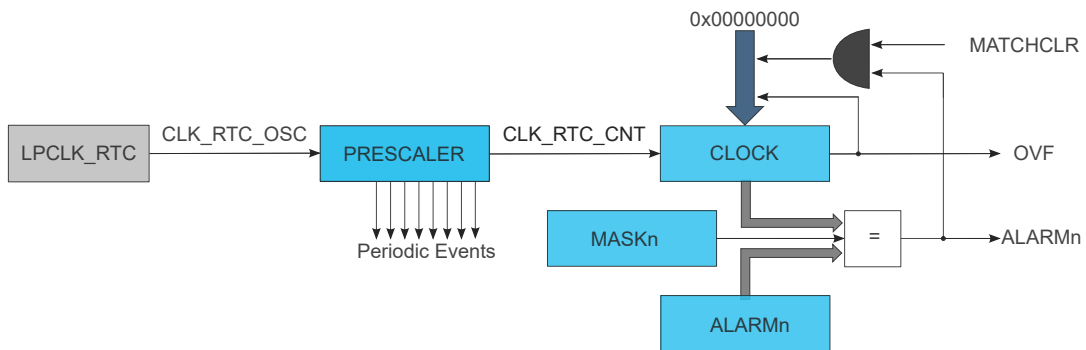 0x00000000
MATCHCLR
CLK_RTC_OSC
CLK_RTC_CNT
LPCLK_RTC
PRESCALER
CLOCK
OVF
Periodic Events
MASKn
=
ALARMn
ALARMn